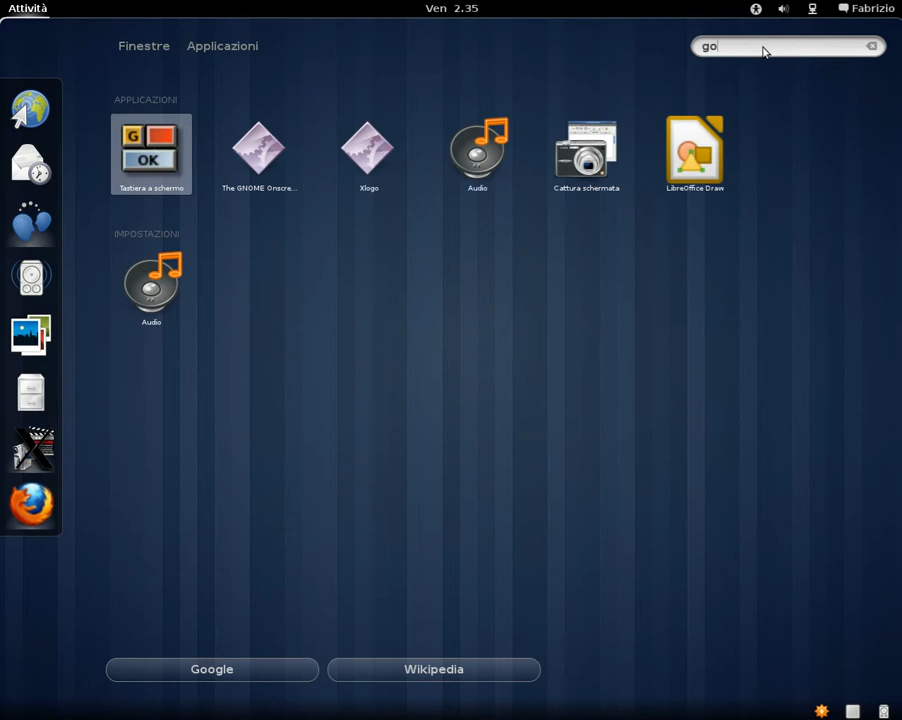 Attività
Ven 2.35
Fabrizio
Finestre Applicazioni
go
APPLICAZIONI
G
OK
Tastiera a schermo
The GNOME Onscre...
Xlogo
Audio
Cattura schermata
LibreOffice Draw
IMPOSTAZIONI
Audio
Google
Wikipedia